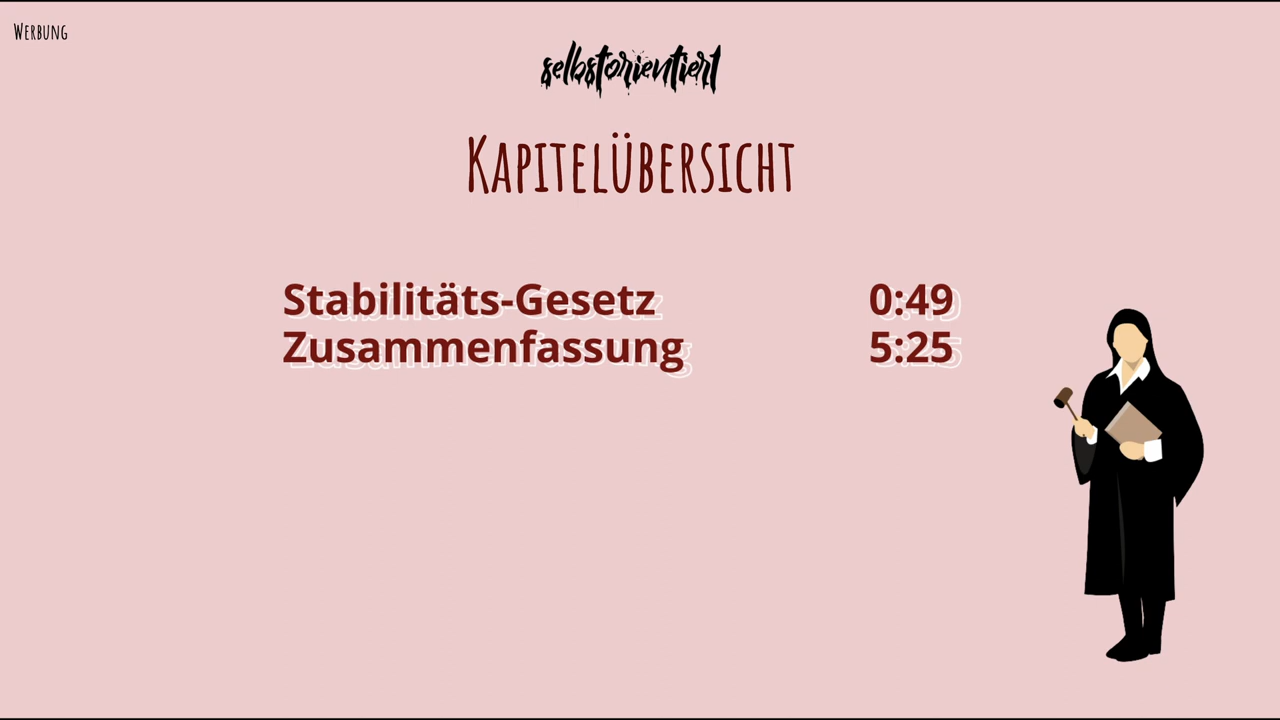 Werbung
selbstorientiert
Kapitelübersicht
Stabilitäts-Gesetz 0:49
Zusammenfassung 5:25